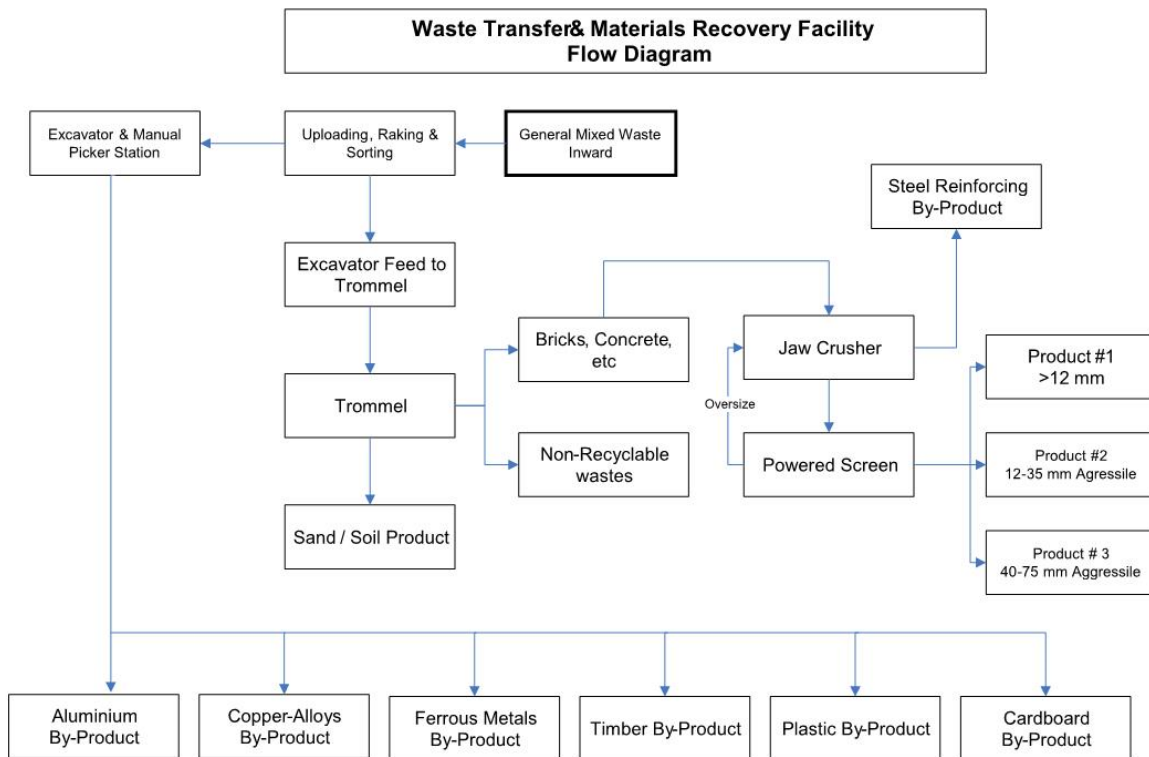 Waste Transfer& Materials Recovery Facility
Flow Diagram
Excavator & Manual
Picker Station
Uploading, Raking &
Sorting
General Mixed Waste
Inward
Steel Reinforcing
By-Product
Excavator Feed to
Trommel
Bricks, Concrete,
etc
Jaw Crusher
Product #1
>12 mm
Oversize
Trommel
Non-Recyclable
wastes
Powered Screen
Product #2
12-35 mm Agressile
Sand / Soil Product
Product # 3
40-75 mm Aggressile
Aluminium
By-Product
Copper-Alloys
By-Product
Ferrous Metals
By-Product
Timber By-Product
Plastic By-Product
Cardboard
By-Product